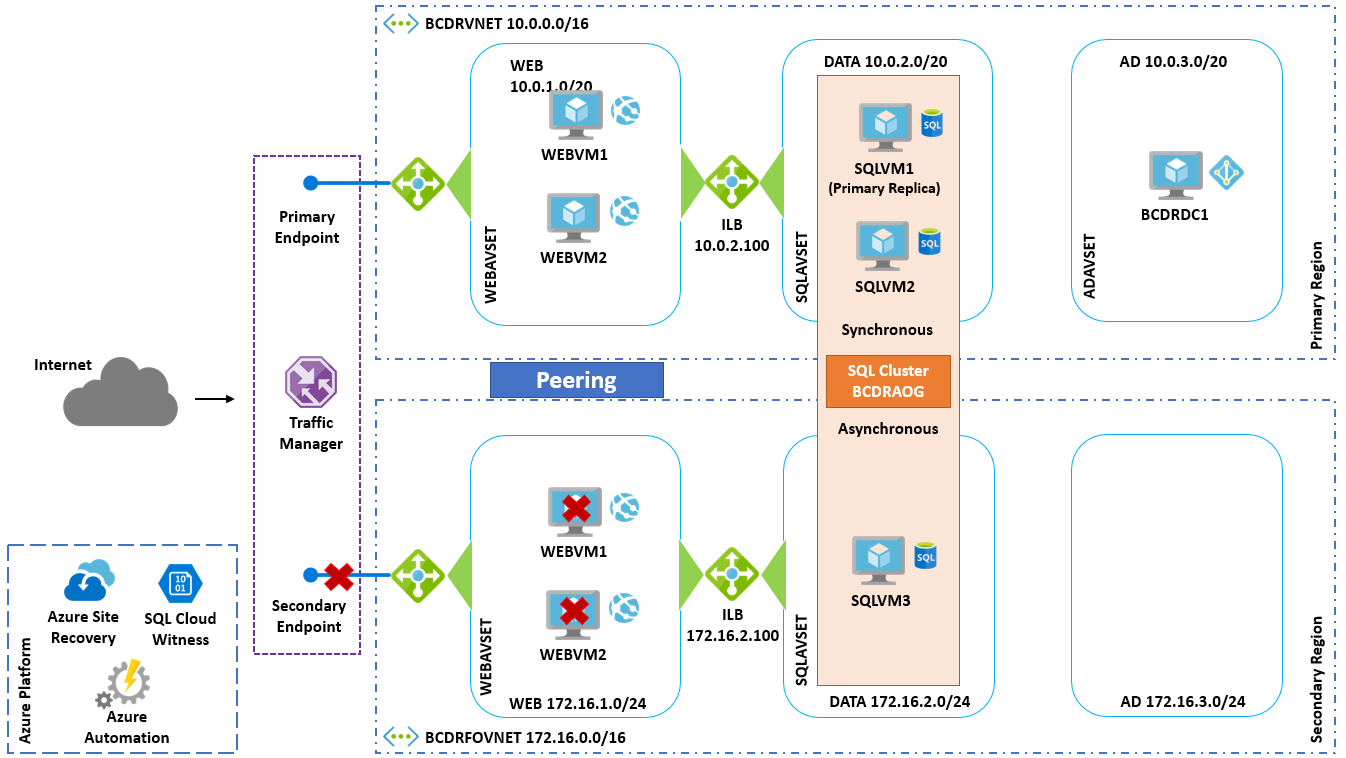 BCDRVNET 10.0.0.0/16
WEB
10.0.1.0/20
WEBVM1
WEBVM2
WEBAVSET
ILB
10.0.2.100
DATA 10.0.2.0/20
SQL
SQLVM1
(Primary Replica)
SQL
SQLVM2
SQLAVSET
Synchronous
AD 10.0.3.0/20
BCDRDC1
ADAVSET
Primary Region
Primary
Endpoint
Internet
Traffic
Manager
Peering
SQL Cluster
BCDRAOG
Asynchronous
WEBVM1
WEBVM2
WEBAVSET
WEB 172.16.1.0/24
Secondary
Endpoint
ILB
172.16.2.100
SQL
SQLVM3
SQLAVSET
DATA 172.16.2.0/24
AD 172.16.3.0/24
Secondary Region
BCDRFOVNET 172.16.0.0/16
Azure Site
Recovery
10
01
SQL Cloud
Witness
Azure
Automation
Azure Platform